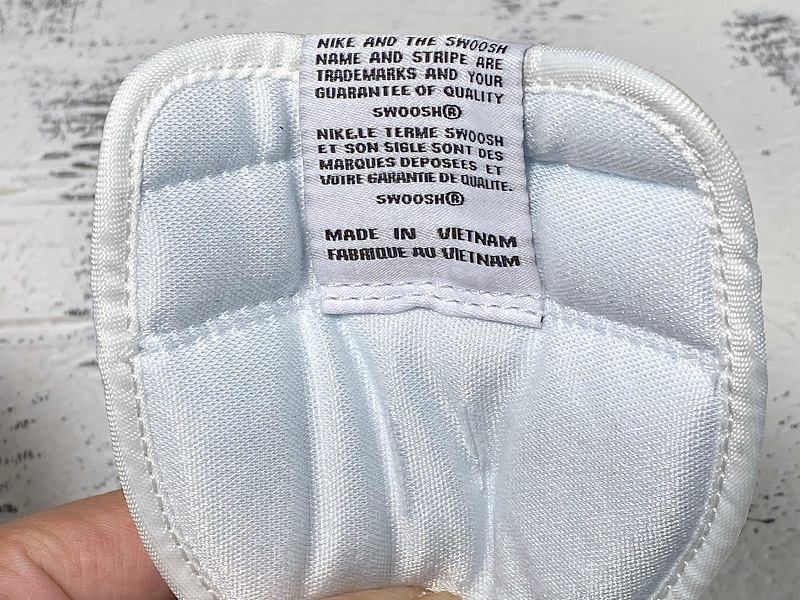 NIKE AND THE SWOOSH
NAME AND STRIPE ARE
TRADEMARKS AND YOUR
GUARANTEE OF QUALITY
SWOOSH®
NIKE.LE TERME SWOOSH
ET SON SIGLE SONT DES
MARQUES DEPOSEES ET
VOTRE GARANTIE DE QUALITE.
SWOOSH®
MADE IN VIETNAM
FABRIQUE AU VIETNAM